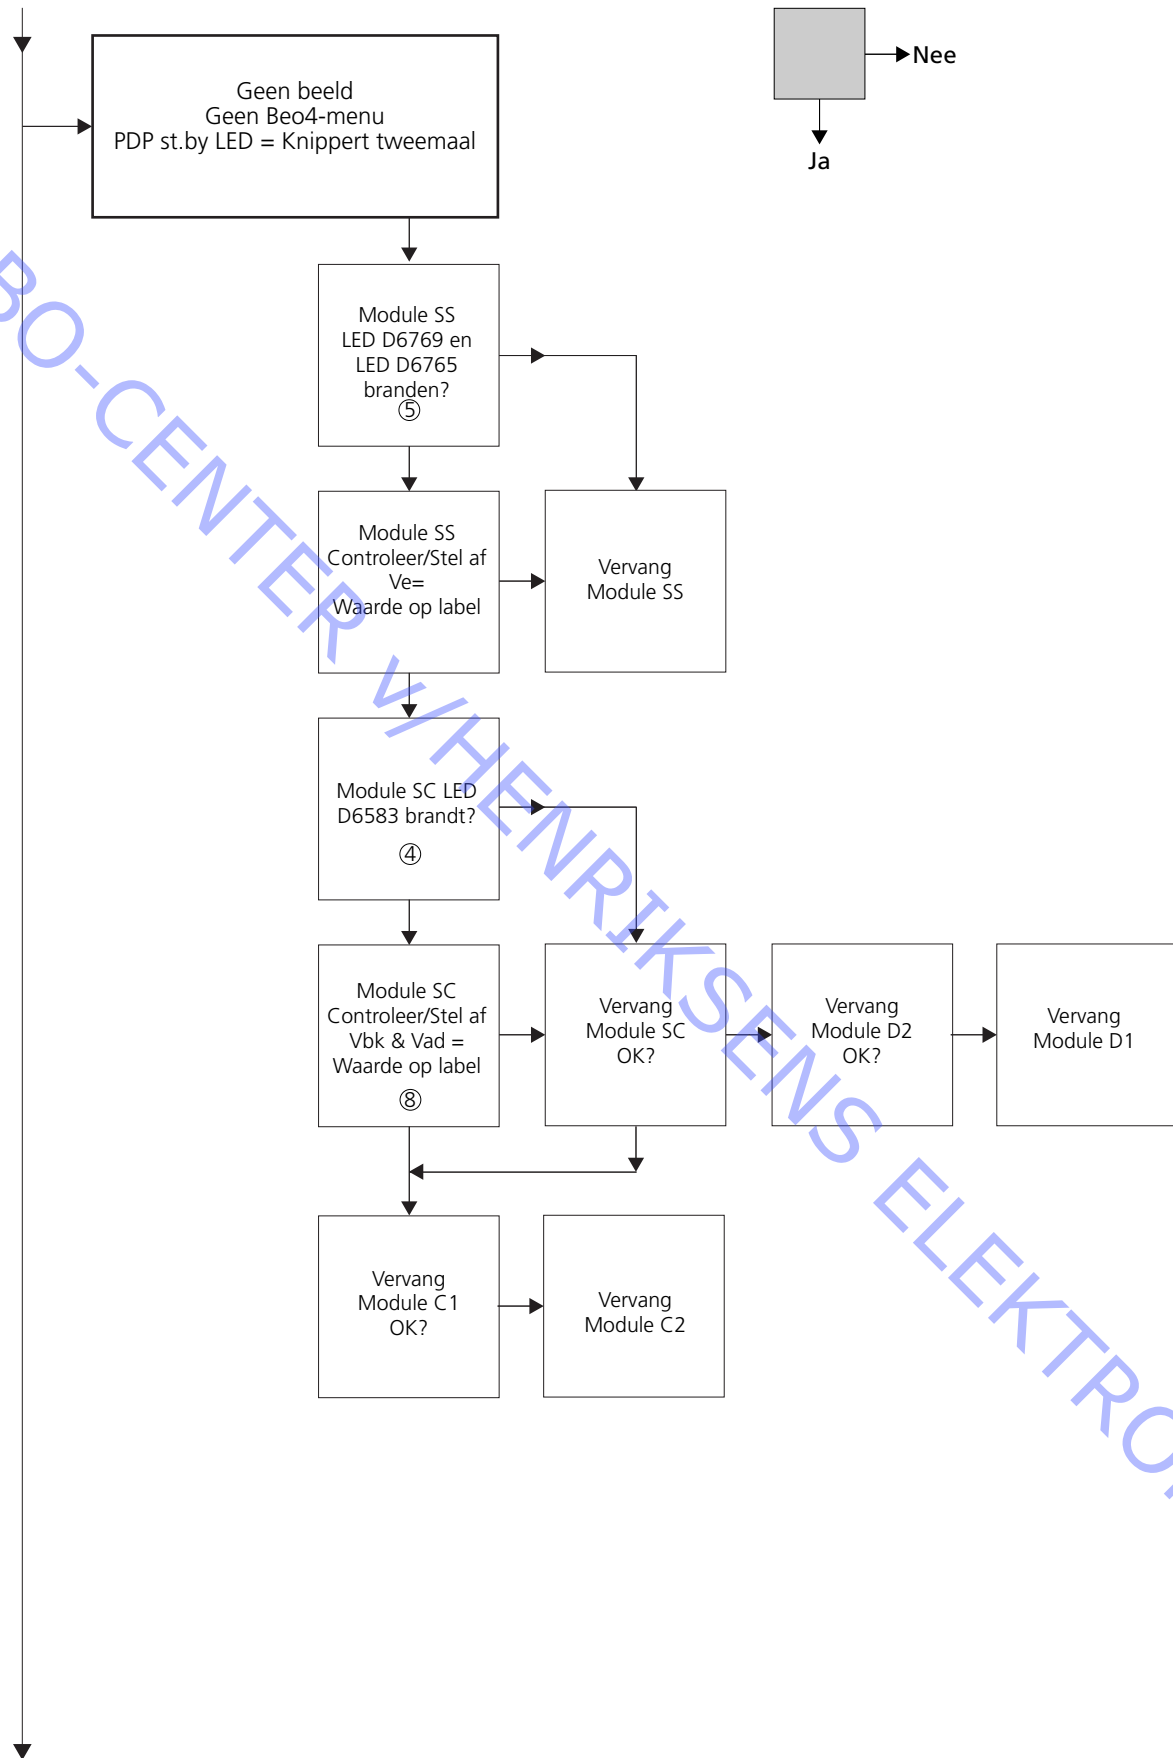 Geen beeld
Geen Beo4-menu
PDP st.by LED = Knippert tweemaal
Nee
Ja
Module SS
LED D6769 en
LED D6765
branden?
⑤
Module SS
Controleer/Stel af
Ve=
Waarde op label
Vervang
Module SS
Module SC LED
D6583 brandt?
④
Module SC
Controleer/Stel af
Vbk & Vad =
Waarde op label
⑧
Vervang
Module SC
OK?
Vervang
Module D2
OK?
Vervang
Module D1
Vervang
Module C1
OK?
Vervang
Module C2
BO-CENTER v/HENRIKSENS ELEKTRO